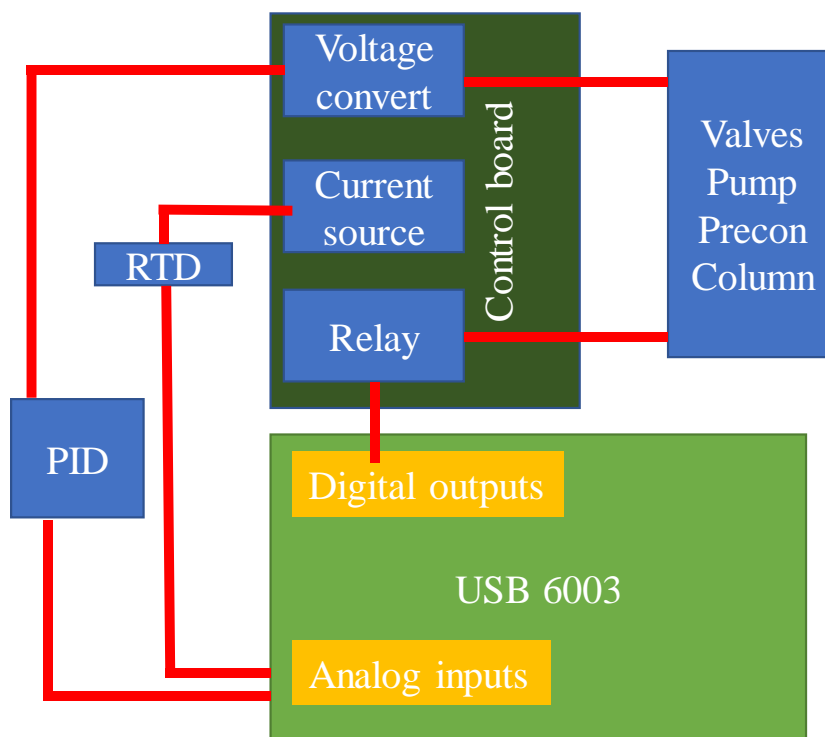 Voltage
convert
Current
source
Relay
Control board
Valves
Pump
Precon
Column
RTD
PID
Digital outputs
USB 6003
Analog inputs